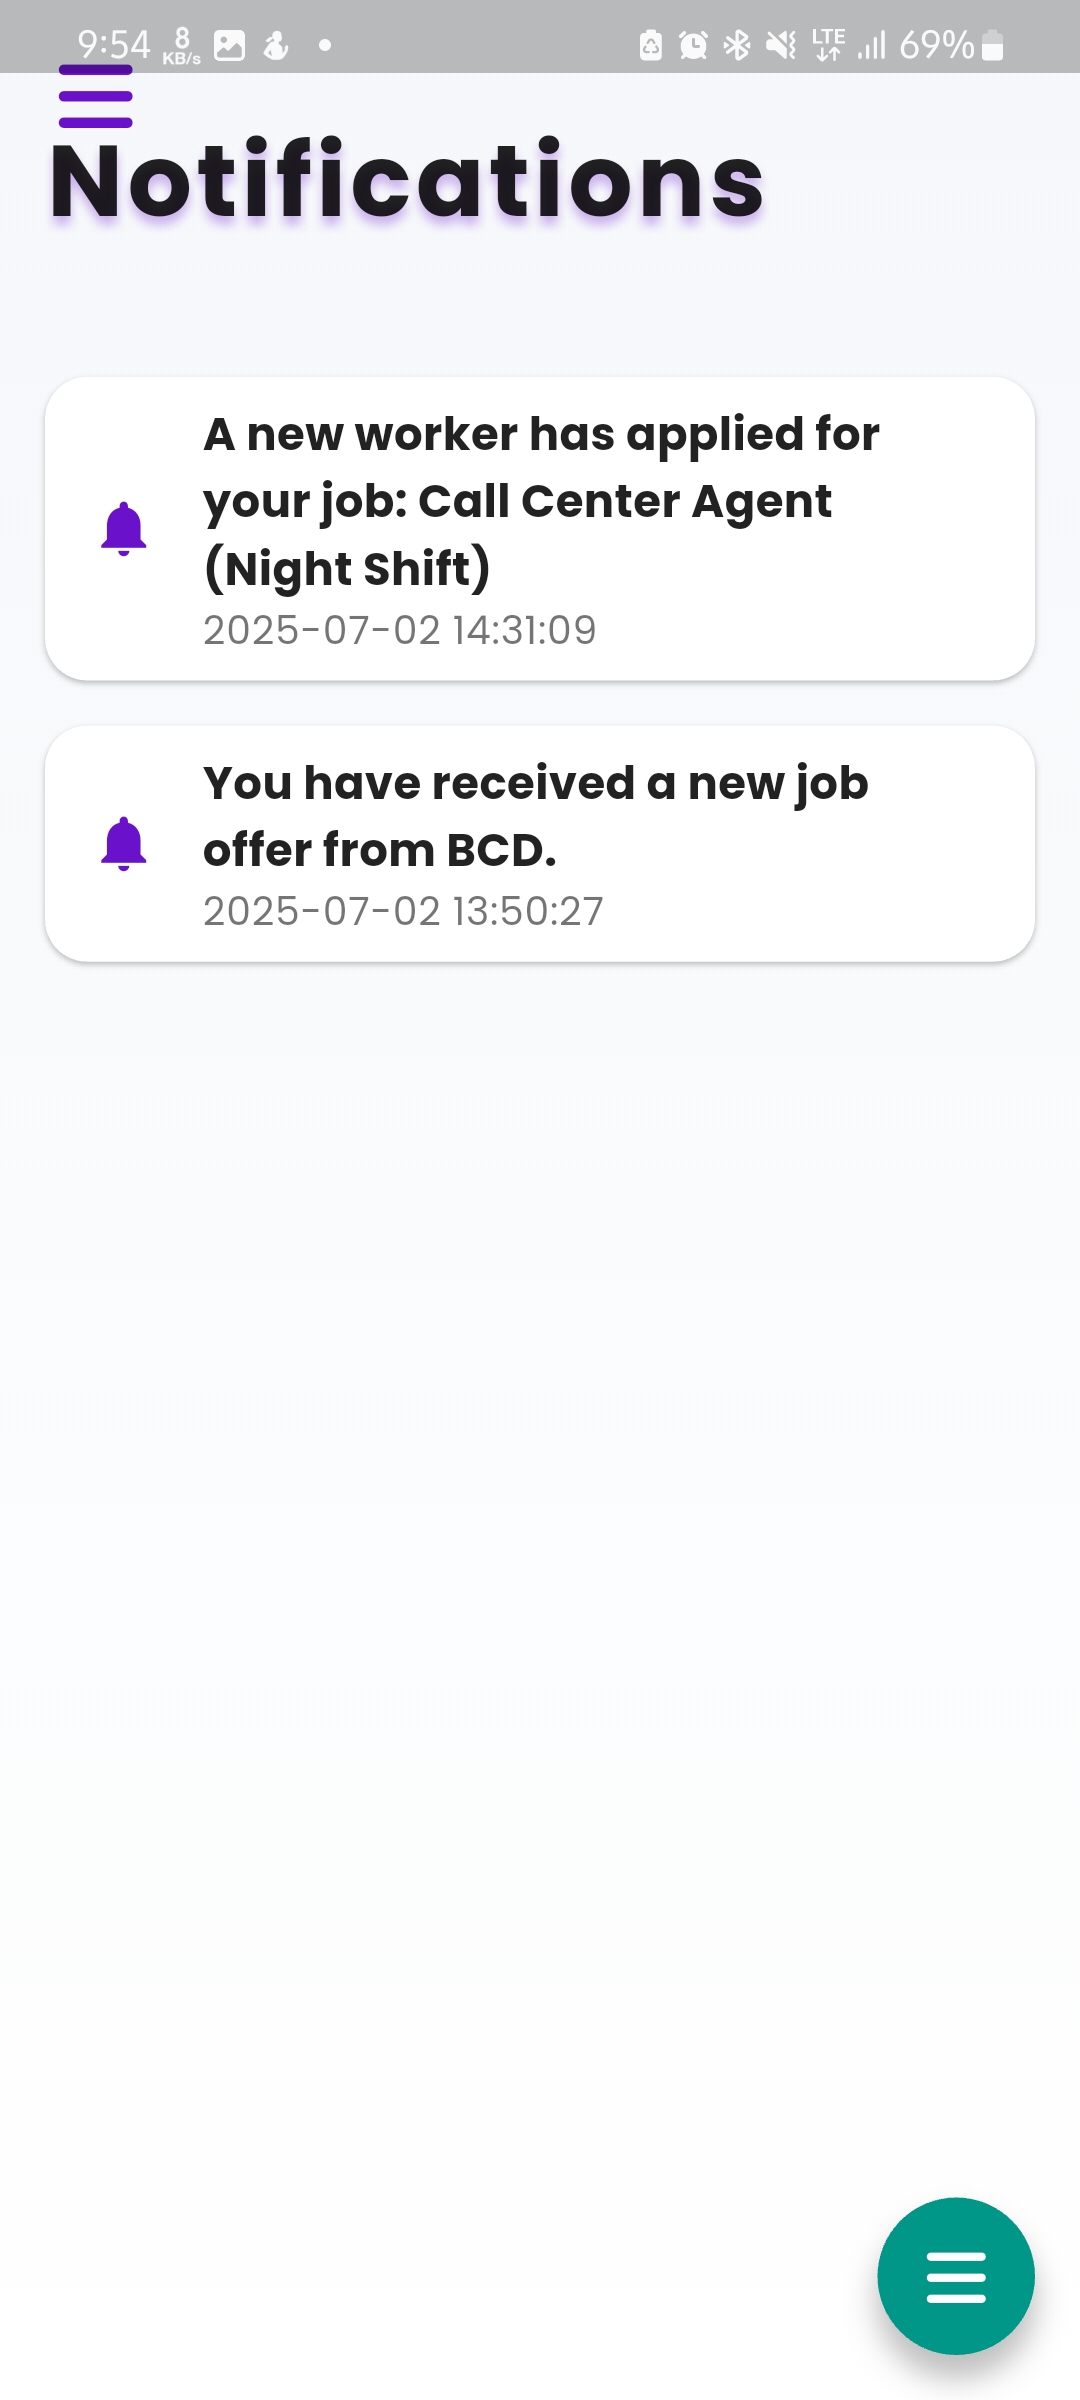 9:54 8 KB/s LTE 69%
Notifications
A new worker has applied for
your job: Call Center Agent
(Night Shift)
2025-07-02 14:31:09
You have received a new job
offer from BCD.
2025-07-02 13:50:27